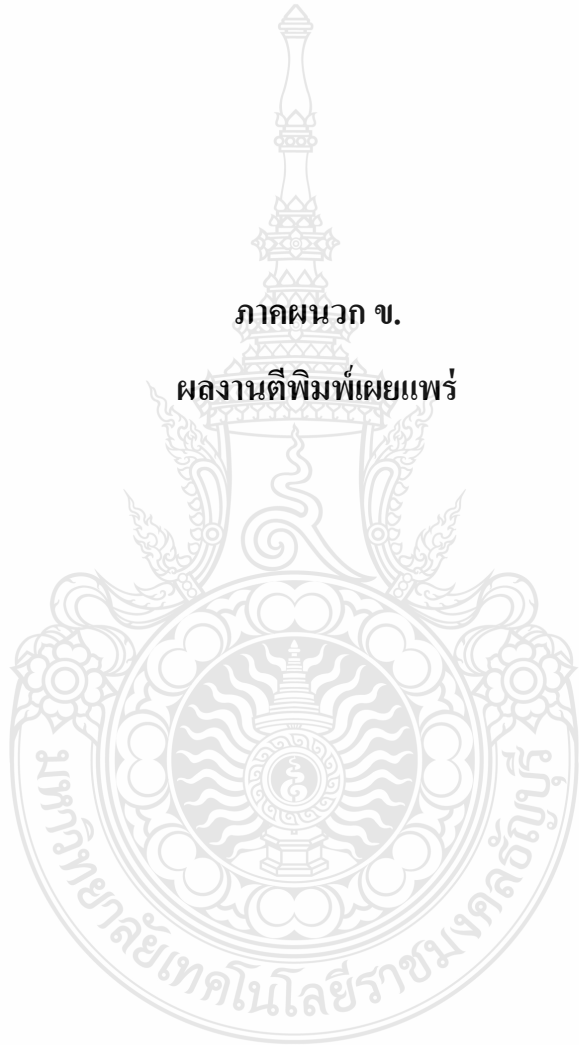 ภาคผนวก ข.
ผลงานตีพิมพ์เผยแพร่
มหาวิทยาลัยเทคโนโลยีราชมงคลธัญบุรี